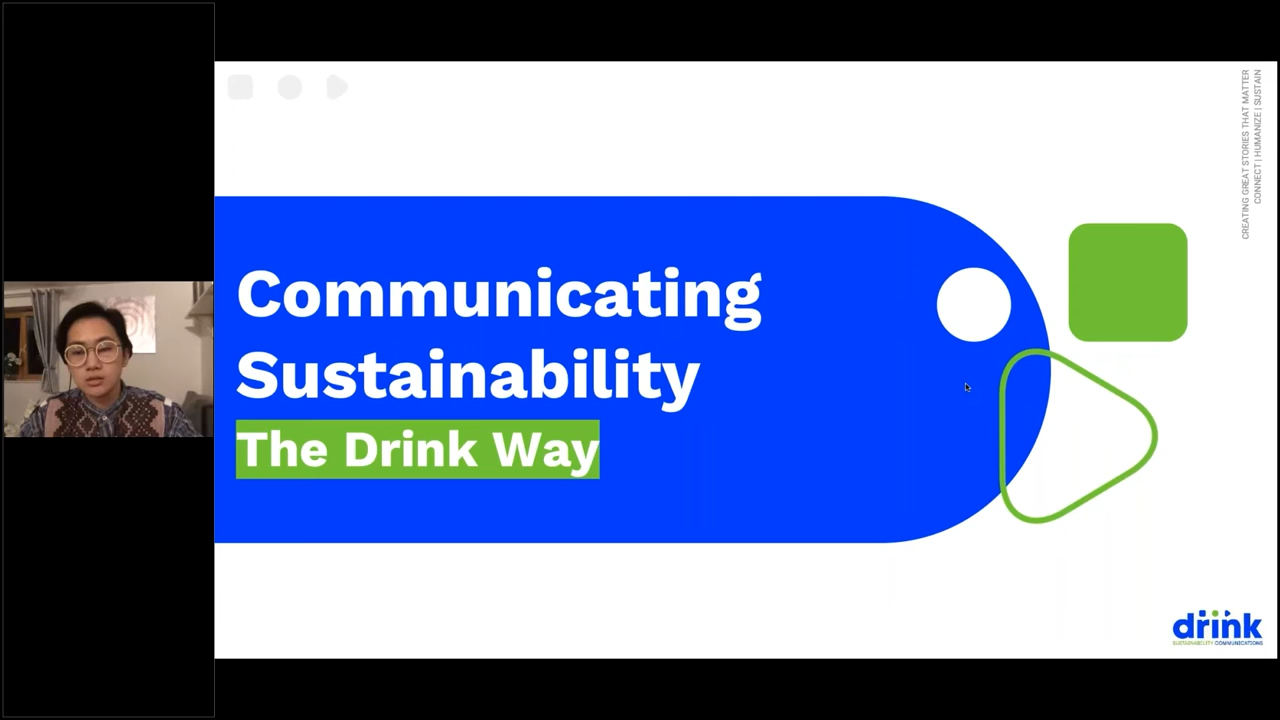 CREATING GREAT STORIES THAT MATTER
CONNECT | HUMANIZE | SUSTAIN
Communicating
Sustainability
The Drink Way
drink
SUSTAINABILITY COMMUNICATIONS